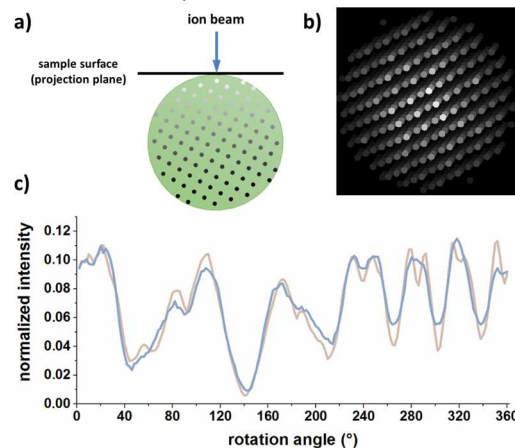 a)
ion beam
b)
sample surface
(projection plane)
c)
normalized intensity
0.12
0.10
0.08
0.06
0.04
0.02
0.00
0 40 80 120 160 200 240 280 320 360
rotation angle (°)